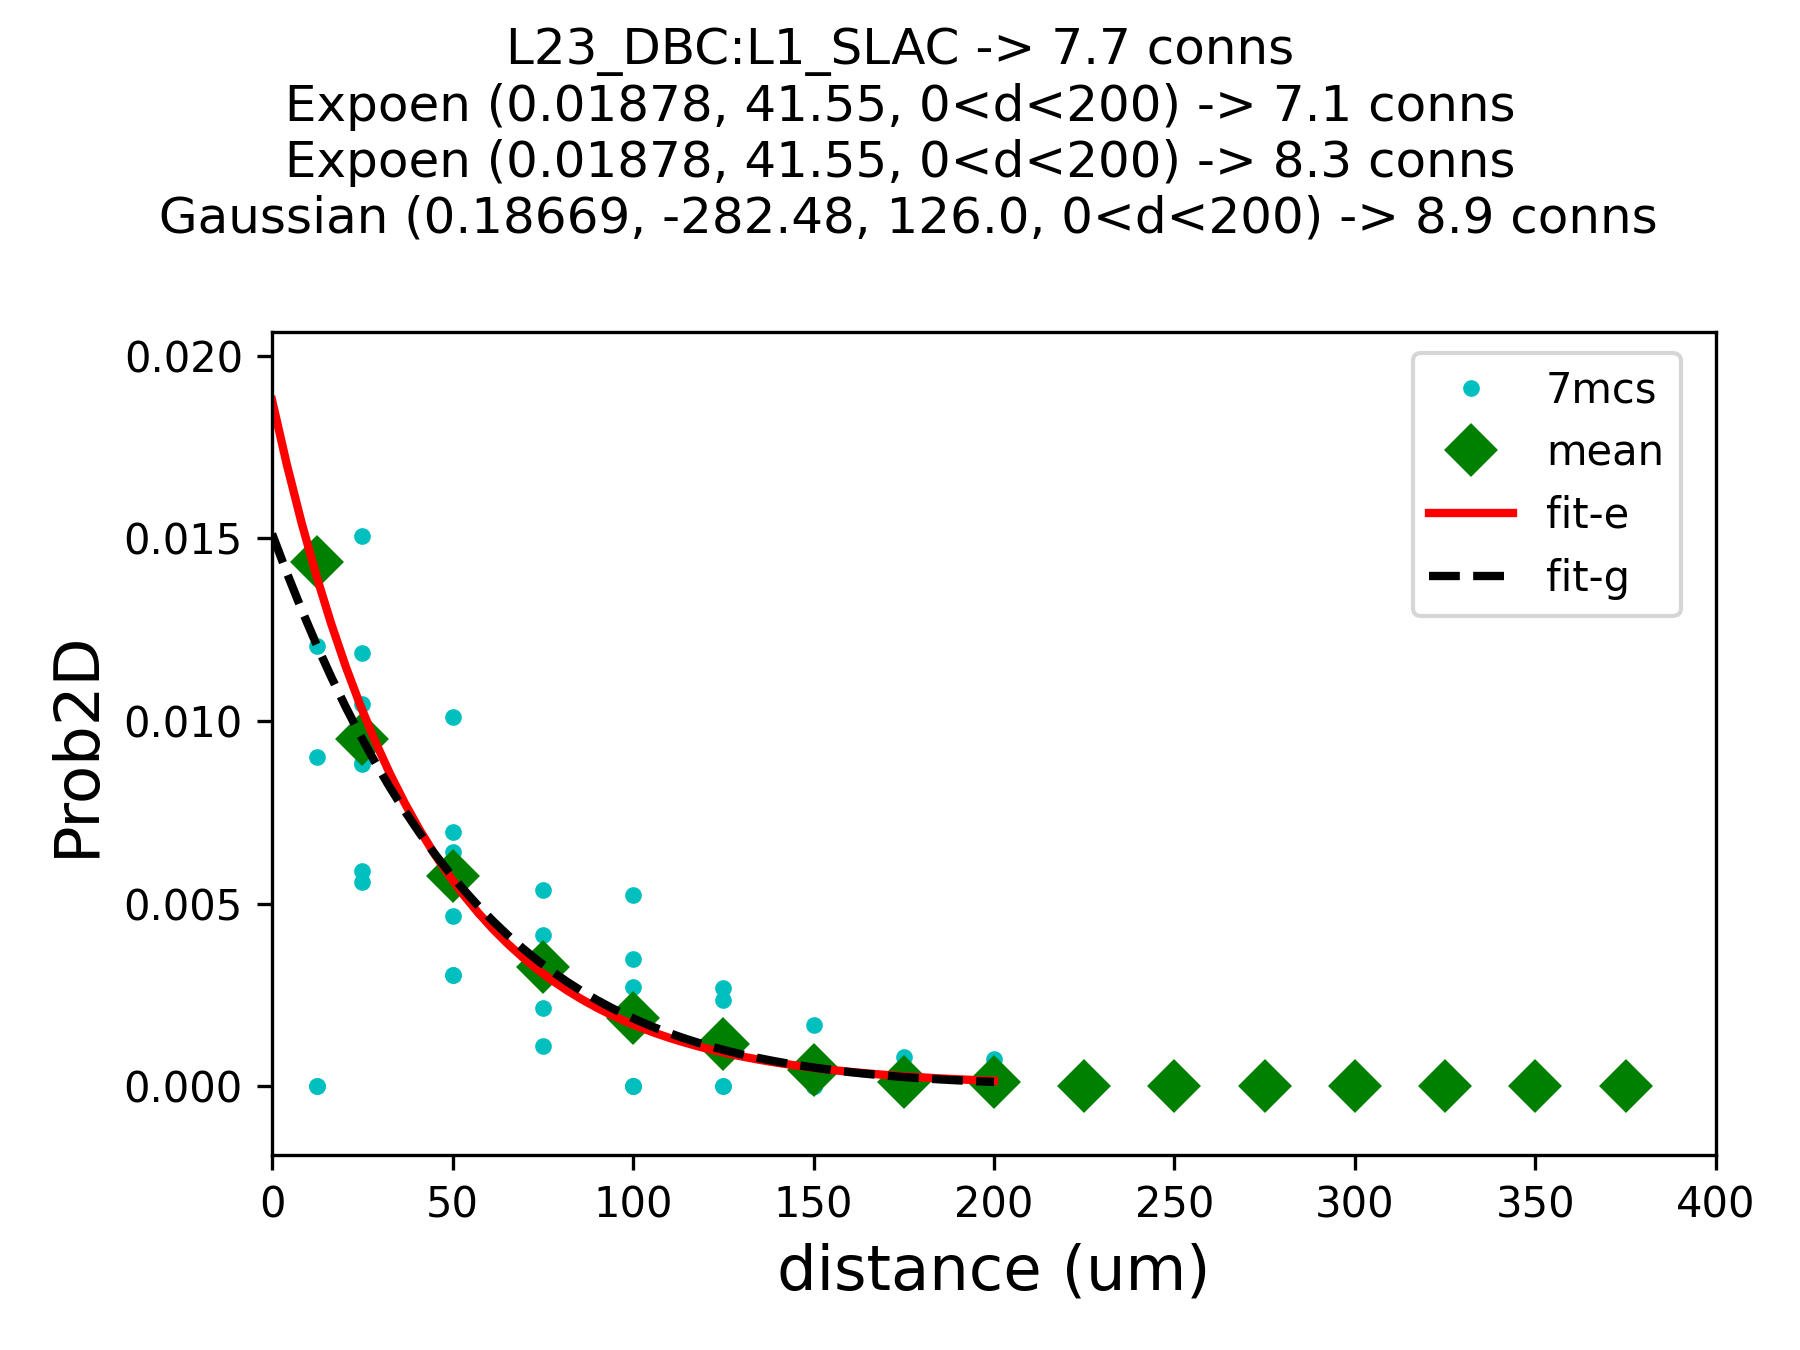 L23_DBC:L1_SLAC -> 7.7 conns
Expoen (0.01878, 41.55, 0<d<200) -> 7.1 conns
Expoen (0.01878, 41.55, 0<d<200) -> 8.3 conns
Gaussian (0.18669, -282.48, 126.0, 0<d<200) -> 8.9 conns
7mcs
mean
fit-e
fit-g
Prob2D
0.020
0.015
0.010
0.005
0.000
0 50 100 150 200 250 300 350 400
distance (um)